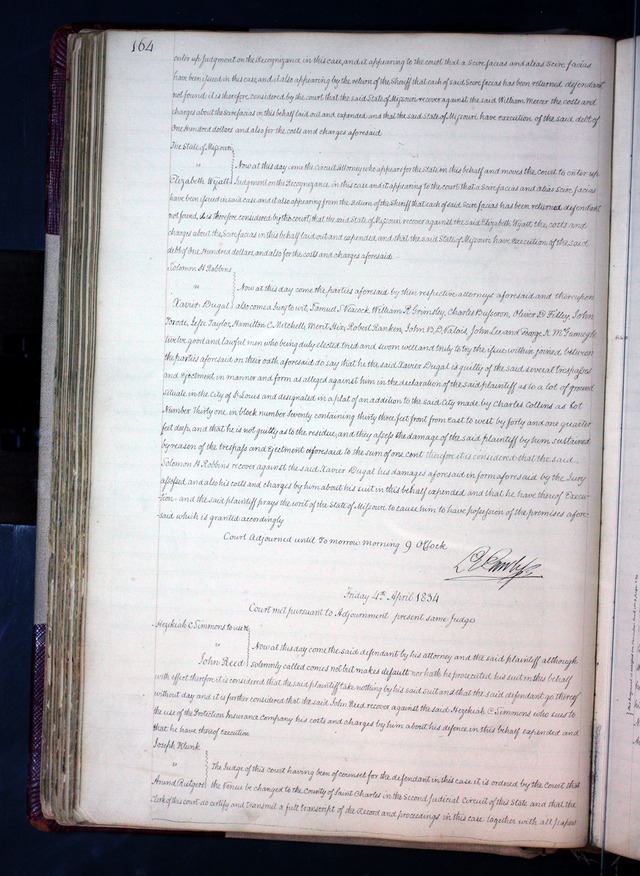 164
enter up Judgment on the Recognizance in this case, and it appearing to the court that a Scire facias and alias Scire facias
have been issued in this case, and it also appearing by the return of the Sheriff that each of said Scire facias has been returned defendant
not found: it is therefore considered by the court that the said State of Missouri recover against the said William Mercer the costs and
charges about the Scire facias in this behalf laid out and expended, and that the said State of Missouri have execution of the said debt of
One Hundred dollars and also for the costs and charges aforesaid
The State of Missouri
vs Now at this day come the Circuit Attorney who appears for the State in this behalf and moves the court to enter up
Elizabeth Wyatt Judgment on the Recognizance in this case and it appearing to the court that a Scire facias and alias Scire facias
have been issued in said case and it also appearing from the return of the Sheriff that each of said Scire facias has been returned defendant
not found, it is therefore considered by this court, that the said State of Missouri recover against the said Elizabeth Wyatt the costs and
charges about the Scire facias in this behalf laid out and expended, and that the said State of Missouri have execution of the said
debt of One Hundred dollars, and also for the costs and charges aforesaid
Solomon H Robbins
vs Now at this day come the parties aforesaid by their respective attorneys aforesaid and thereupon
Xavier Dugal also come a Jury to wit, Samuel J Peacock, William P. Grimsley, Charles Dufreron, Oliver D Filley, John
Torode, Jesse Taylor, Hamilton C Mitchell, Merit Hin, Robert Ranken, John B D Valois, John Lee and George K McGunnegle
twelve good and lawful men who being duly elected tried and sworn well and truly to try the issue within joined between
the parties aforesaid on their oath aforesaid do say that he the said Xavier Dugal is guilty of the said several trespasses
and ejectment in manner and form as alleged against him in the declaration of the said plaintiff as to a lot of ground
situate in the City of S Louis and designated in a plat of an addition to the said City made by Charles Collins as Lot
Number Thirty one in block number seventy containing thirty three feet front from East to west by forty and one quarter
feet deep, and that he is not guilty as to the residue, and they assess the damage of the said plaintiff by him sustained
by reason of the trespass and ejectment aforesaid to the sum of one cent therefore it is considered that the said
Solomon H Robbins recover against the said Xavier Dugal his damages aforesaid in form aforesaid by the Jury
assessed, and also his costs and charges by him about his suit in this behalf expended, and that he have thereof Execu-
tion - and the said plaintiff prays the writ of the State of Missouri to cause him to have possession of the premises afore-
said which is granted accordingly
Court Adjourned until To morrow morning 9 O'clock
Friday 4th April 1834
Court met pursuant to Adjournment present same Judge
Hezekiah C Simmons to use &c
vs Now at this day come the said defendant by his attorney and the said plaintiff although
John Reed solemnly called comes not but makes default nor hath he prosecuted his suit in this behalf
with effect therefore it is considered that the said plaintiff take nothing by his said suit and that the said defendant go thereof
without day and it is further considered that the said John Reed recover against the said Hezekiah C Simmons who sues to
the use of the Protection Insurance Company his costs and charges by him about his defence in this behalf expended and
that he have thereof execution
Joseph Klunk
vs The Judge of this court having been of counsel for the defendant in this case it is ordered by the Court that
Arund Rutgers the Venue be changed to the County of Saint Charles in the Second Judicial Circuit of this State and that the
Clerk of this court do certify and transmit a full transcript of the Record and proceedings in this case together with all papers